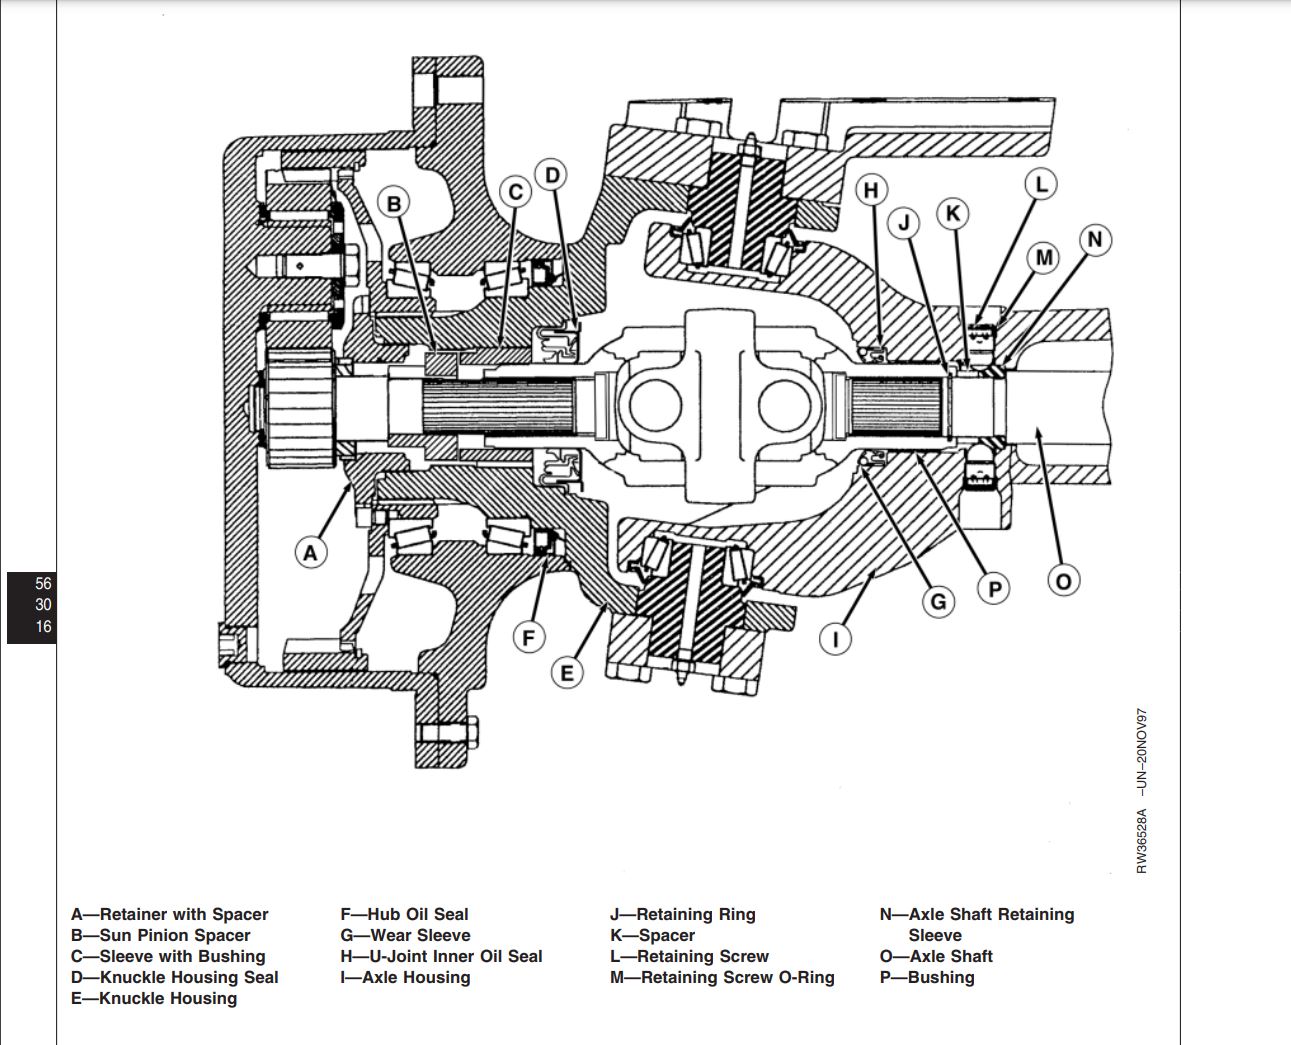 B
C
D
H
J
K
L
M
N
A
F
E
I
G
P
O
56
30
16
RW36528A –UN–20NOV97
A—Retainer with Spacer
B—Sun Pinion Spacer
C—Sleeve with Bushing
D—Knuckle Housing Seal
E—Knuckle Housing
F—Hub Oil Seal
G—Wear Sleeve
H—U-Joint Inner Oil Seal
I—Axle Housing
J—Retaining Ring
K—Spacer
L—Retaining Screw
M—Retaining Screw O-Ring
N—Axle Shaft Retaining
Sleeve
O—Axle Shaft
P—Bushing